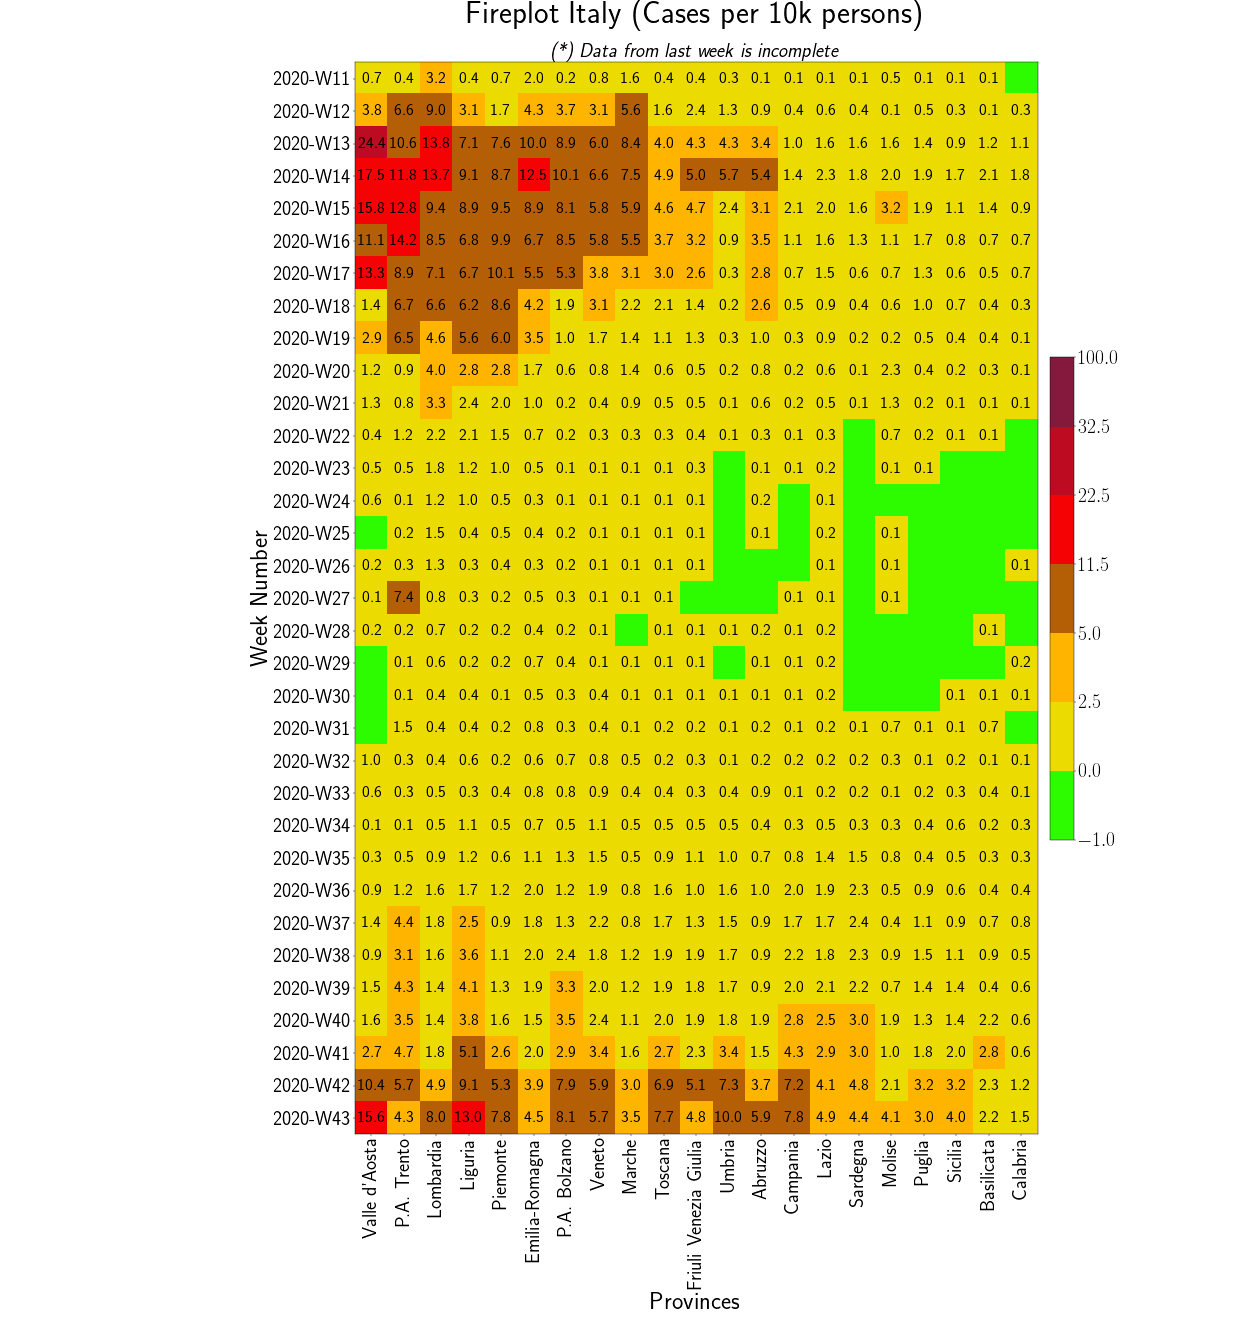 Fireplot Italy (Cases per 10k persons)
(*) Data from last week is incomplete
2020-W11 0.7 0.4 3.2 0.4 0.7 2.0 0.2 0.8 1.6 0.4 0.4 0.3 0.1 0.1 0.1 0.1 0.5 0.1 0.1 0.1
2020-W12 3.8 6.6 9.0 3.1 1.7 4.3 3.7 3.1 5.6 1.6 2.4 1.3 0.9 0.4 0.6 0.4 0.1 0.5 0.3 0.1 0.3
2020-W13 24.4 10.6 13.8 7.1 7.6 10.0 8.9 6.0 8.4 4.0 4.3 4.3 3.4 1.0 1.6 1.6 1.6 1.4 0.9 1.2 1.1
2020-W14 17.5 11.8 13.7 9.1 8.7 12.5 10.1 6.6 7.5 4.9 5.0 5.7 5.4 1.4 2.3 1.8 2.0 1.9 1.7 2.1 1.8
2020-W15 15.8 12.8 9.4 8.9 9.5 8.9 8.1 5.8 5.9 4.6 4.7 2.4 3.1 2.1 2.0 1.6 3.2 1.9 1.1 1.4 0.9
2020-W16 11.1 14.2 8.5 6.8 9.9 6.7 8.5 5.8 5.5 3.7 3.2 0.9 3.5 1.1 1.6 1.3 1.1 1.7 0.8 0.7 0.7
2020-W17 13.3 8.9 7.1 6.7 10.1 5.5 5.3 3.8 3.1 3.0 2.6 0.3 2.8 0.7 1.5 0.6 0.7 1.3 0.6 0.5 0.7
2020-W18 1.4 6.7 6.6 6.2 8.6 4.2 1.9 3.1 2.2 2.1 1.4 0.2 2.6 0.5 0.9 0.4 0.6 1.0 0.7 0.4 0.3
2020-W19 2.9 6.5 4.6 5.6 6.0 3.5 1.0 1.7 1.4 1.1 1.3 0.3 1.0 0.3 0.9 0.2 0.2 0.5 0.4 0.4 0.1
2020-W20 1.2 0.9 4.0 2.8 2.8 1.7 0.6 0.8 1.4 0.6 0.5 0.2 0.8 0.2 0.6 0.1 2.3 0.4 0.2 0.3 0.1
2020-W21 1.3 0.8 3.3 2.4 2.0 1.0 0.2 0.4 0.9 0.5 0.5 0.1 0.6 0.2 0.5 0.1 1.3 0.2 0.1 0.1 0.1
2020-W22 0.4 1.2 2.2 2.1 1.5 0.7 0.2 0.3 0.3 0.3 0.4 0.1 0.3 0.1 0.3 0.7 0.2 0.1 0.1
2020-W23 0.5 0.5 1.8 1.2 1.0 0.5 0.1 0.1 0.1 0.1 0.3 0.1 0.1 0.2 0.1 0.1
2020-W24 0.6 0.1 1.2 1.0 0.5 0.3 0.1 0.1 0.1 0.1 0.1 0.2 0.1
2020-W25 0.2 1.5 0.4 0.5 0.4 0.2 0.1 0.1 0.1 0.1 0.1 0.2 0.1
2020-W26 0.2 0.3 1.3 0.3 0.4 0.3 0.2 0.1 0.1 0.1 0.1 0.1 0.1 0.1
2020-W27 0.1 7.4 0.8 0.3 0.2 0.5 0.3 0.1 0.1 0.1 0.1 0.1 0.1
2020-W28 0.2 0.2 0.7 0.2 0.2 0.4 0.2 0.1 0.1 0.1 0.1 0.2 0.1 0.2 0.1
2020-W29 0.1 0.6 0.2 0.2 0.7 0.4 0.1 0.1 0.1 0.1 0.1 0.1 0.2 0.2
2020-W30 0.1 0.4 0.4 0.1 0.5 0.3 0.4 0.1 0.1 0.1 0.1 0.1 0.1 0.2 0.1 0.1 0.1
2020-W31 1.5 0.4 0.4 0.2 0.8 0.3 0.4 0.1 0.2 0.2 0.1 0.2 0.1 0.2 0.1 0.7 0.1 0.1 0.7
2020-W32 1.0 0.3 0.4 0.6 0.2 0.6 0.7 0.8 0.5 0.2 0.3 0.1 0.2 0.2 0.2 0.2 0.3 0.1 0.2 0.1 0.1
2020-W33 0.6 0.3 0.5 0.3 0.4 0.8 0.8 0.9 0.4 0.4 0.3 0.4 0.9 0.1 0.2 0.2 0.1 0.2 0.3 0.4 0.1
2020-W34 0.1 0.1 0.5 1.1 0.5 0.7 0.5 1.1 0.5 0.5 0.5 0.5 0.4 0.3 0.5 0.3 0.3 0.4 0.6 0.2 0.3
2020-W35 0.3 0.5 0.9 1.2 0.6 1.1 1.3 1.5 0.5 0.9 1.1 1.0 0.7 0.8 1.4 1.5 0.8 0.4 0.5 0.3 0.3
2020-W36 0.9 1.2 1.6 1.7 1.2 2.0 1.2 1.9 0.8 1.6 1.0 1.6 1.0 2.0 1.9 2.3 0.5 0.9 0.6 0.4 0.4
2020-W37 1.4 4.4 1.8 2.5 0.9 1.8 1.3 2.2 0.8 1.7 1.3 1.5 0.9 1.7 1.7 2.4 0.4 1.1 0.9 0.7 0.8
2020-W38 0.9 3.1 1.6 3.6 1.1 2.0 2.4 1.8 1.2 1.9 1.9 1.7 0.9 2.2 1.8 2.3 0.9 1.5 1.1 0.9 0.5
2020-W39 1.5 4.3 1.4 4.1 1.3 1.9 3.3 2.0 1.2 1.9 1.8 1.7 0.9 2.0 2.1 2.2 0.7 1.4 1.4 0.4 0.6
2020-W40 1.6 3.5 1.4 3.8 1.6 1.5 3.5 2.4 1.1 2.0 1.9 1.8 1.9 2.8 2.5 3.0 1.9 1.3 1.4 2.2 0.6
2020-W41 2.7 4.7 1.8 5.1 2.6 2.0 2.9 3.4 1.6 2.7 2.3 3.4 1.5 4.3 2.9 3.0 1.0 1.8 2.0 2.8 0.6
2020-W42 10.4 5.7 4.9 9.1 5.3 3.9 7.9 5.9 3.0 6.9 5.1 7.3 3.7 7.2 4.1 4.8 2.1 3.2 3.2 2.3 1.2
2020-W43 15.6 4.3 8.0 13.0 7.8 4.5 8.1 5.7 3.5 7.7 4.8 10.0 5.9 7.8 4.9 4.4 4.1 3.0 4.0 2.2 1.5
Week Number
Valle d'Aosta
P.A. Trento
Lombardia
Liguria
Piemonte
Emilia-Romagna
P.A. Bolzano
Veneto
Marche
Toscana
Friuli Venezia Giulia
Umbria
Abruzzo
Campania
Lazio
Sardegna
Molise
Puglia
Sicilia
Basilicata
Calabria
Provinces
100.0
32.5
22.5
11.5
5.0
2.5
0.0
−1.0